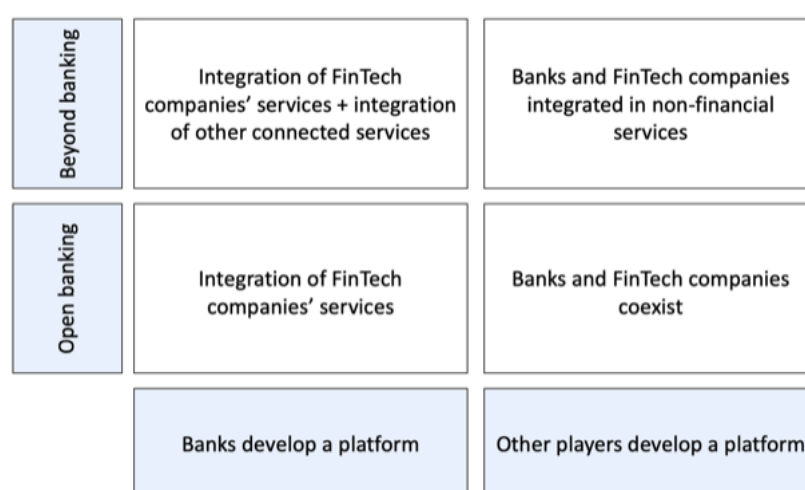 Beyond banking
Integration of FinTech
companies’ services + integration
of other connected services
Banks and FinTech companies
integrated in non-financial
services
Open banking
Integration of FinTech
companies’ services
Banks and FinTech companies
coexist
Banks develop a platform
Other players develop a platform